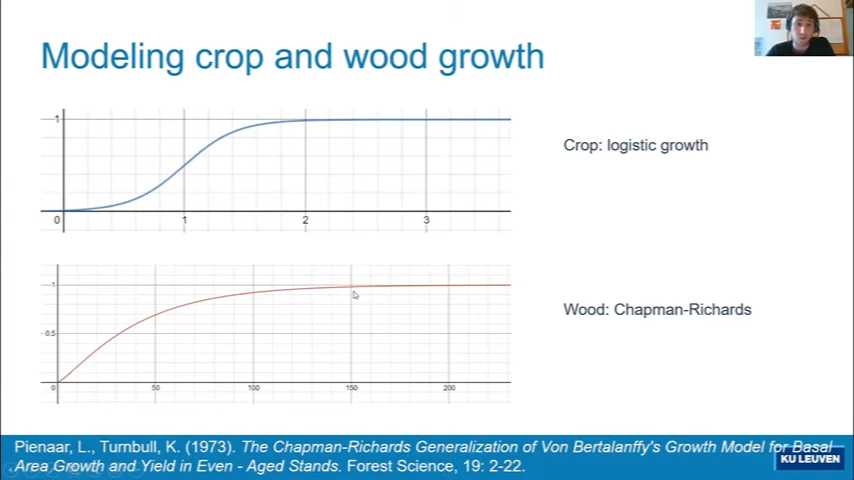 Modeling crop and wood growth
1
0
1
2
3
Crop: logistic growth
1
0.5
0
50
100
150
200
Wood: Chapman-Richards
Pienaar, L., Turnbull, K. (1973). The Chapman-Richards Generalization of Von Bertalanffy's Growth Model for Basal
Area Growth and Yield in Even - Aged Stands. Forest Science, 19: 2-22.
KU LEUVEN